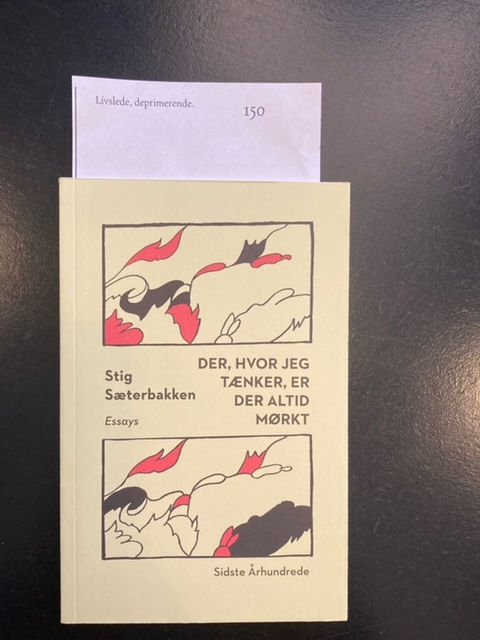 Livslede, deprimerende.
150
DER, HVOR JEG
TÆNKER, ER
DER ALTID
MØRKT
Stig
Sæterbakken
Essays
Sidste Århundrede